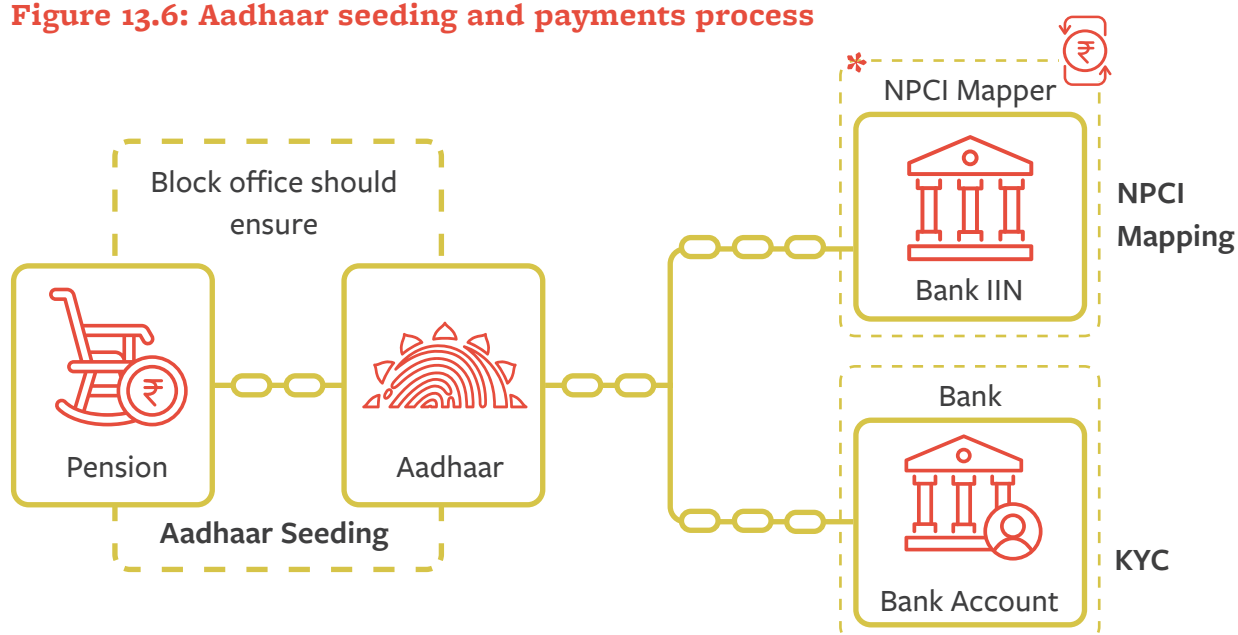 Figure 13.6: Aadhaar seeding and payments process
*
NPCI Mapper
₹
Block office should
ensure
Bank IIN
NPCI
Mapping
₹
Pension
Aadhaar
Aadhaar Seeding
Bank
Bank Account
KYC